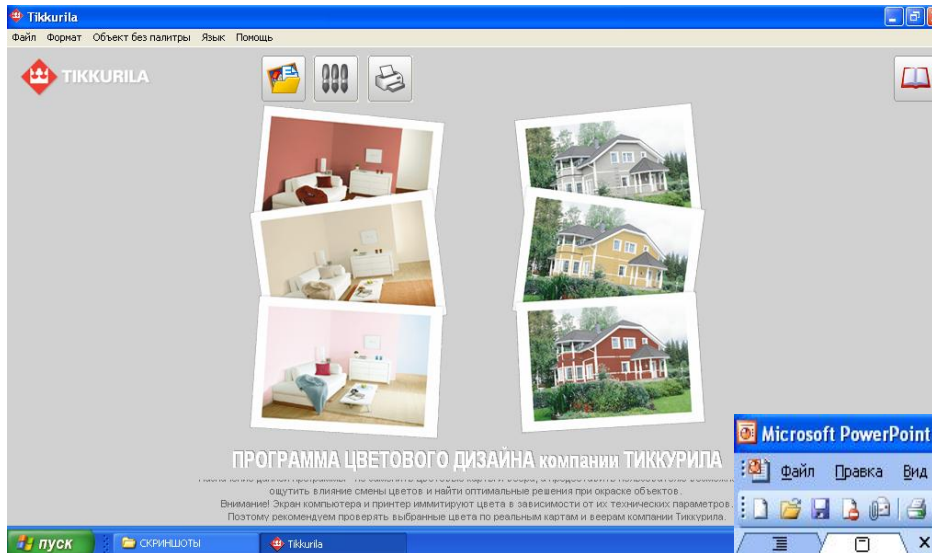 Tikkurila
Файл Формат Объект без палитры Язык Помощь
TIKKURILA
ПРОГРАММА ЦВЕТОВОГО ДИЗАЙНА компании ТИККУРИЛА
ощутить влияние смены цветов и найти оптимальные решения при окраске объектов.
Внимание! Экран компьютера и принтер иммитируют цвета в зависимости от их технических параметров.
Поэтому рекомендуем проверять выбранные цвета по реальным картам и веерам компании Тиккурила.
Microsoft PowerPoint
Файл Правка Вид
пуск СКРИНШОТЫ Tikkurila